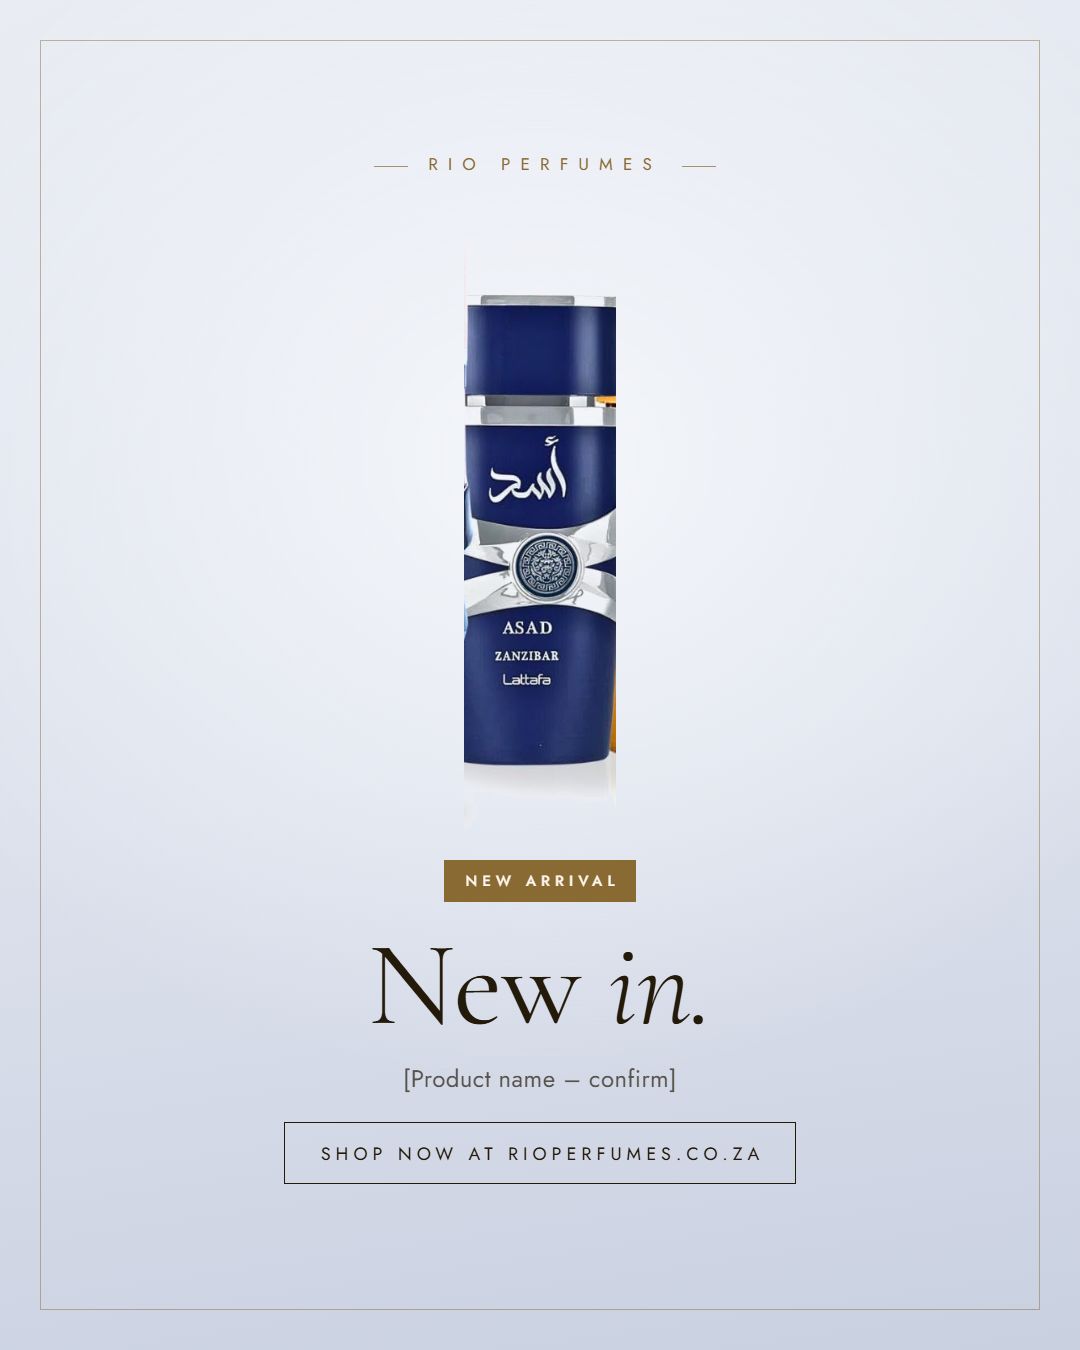 RIO PERFUMES
أسد
ASAD
ZANZIBAR
Lattafa
NEW ARRIVAL
New in.
[Product name – confirm]
SHOP NOW AT RIOPERFUMES.CO.ZA